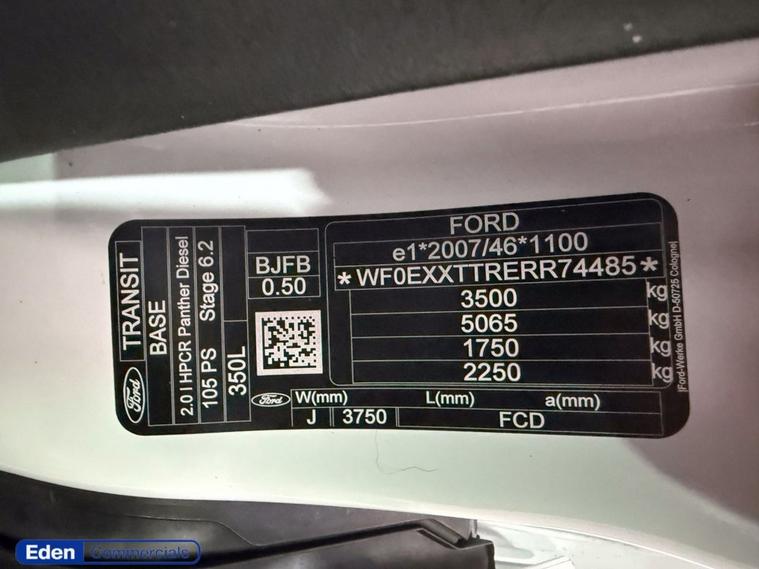 Ford
TRANSIT
BASE
2.0 l HPCR Panther Diesel
105 PS Stage 6.2
350L
BJFB
0.50
FORD
e1*2007/46*1100
*WF0EXXTTRERR74485*
3500 kg
5065 kg
1750 kg
2250 kg
Ford W(mm) L(mm) a(mm)
J 3750 FCD
Ford-Werke GmbH D-50725 Cologne
Eden Commercials